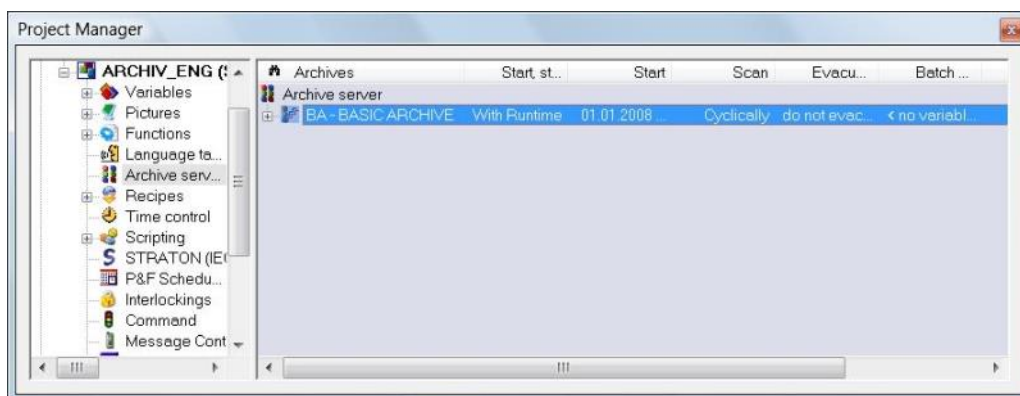 Project Manager
ARCHIV_ENG (
Variables
Pictures
Functions
Language ta...
Archive serv...
Recipes
Time control
Scripting
STRATON (IE
P&F Schedu...
Interlockings
Command
Message Cont
Archives Start, st... Start Scan Evacu... Batch ...
Archive server
BA - BASIC ARCHIVE With Runtime 01.01.2008 ... Cyclically do not evac... < no variabl...